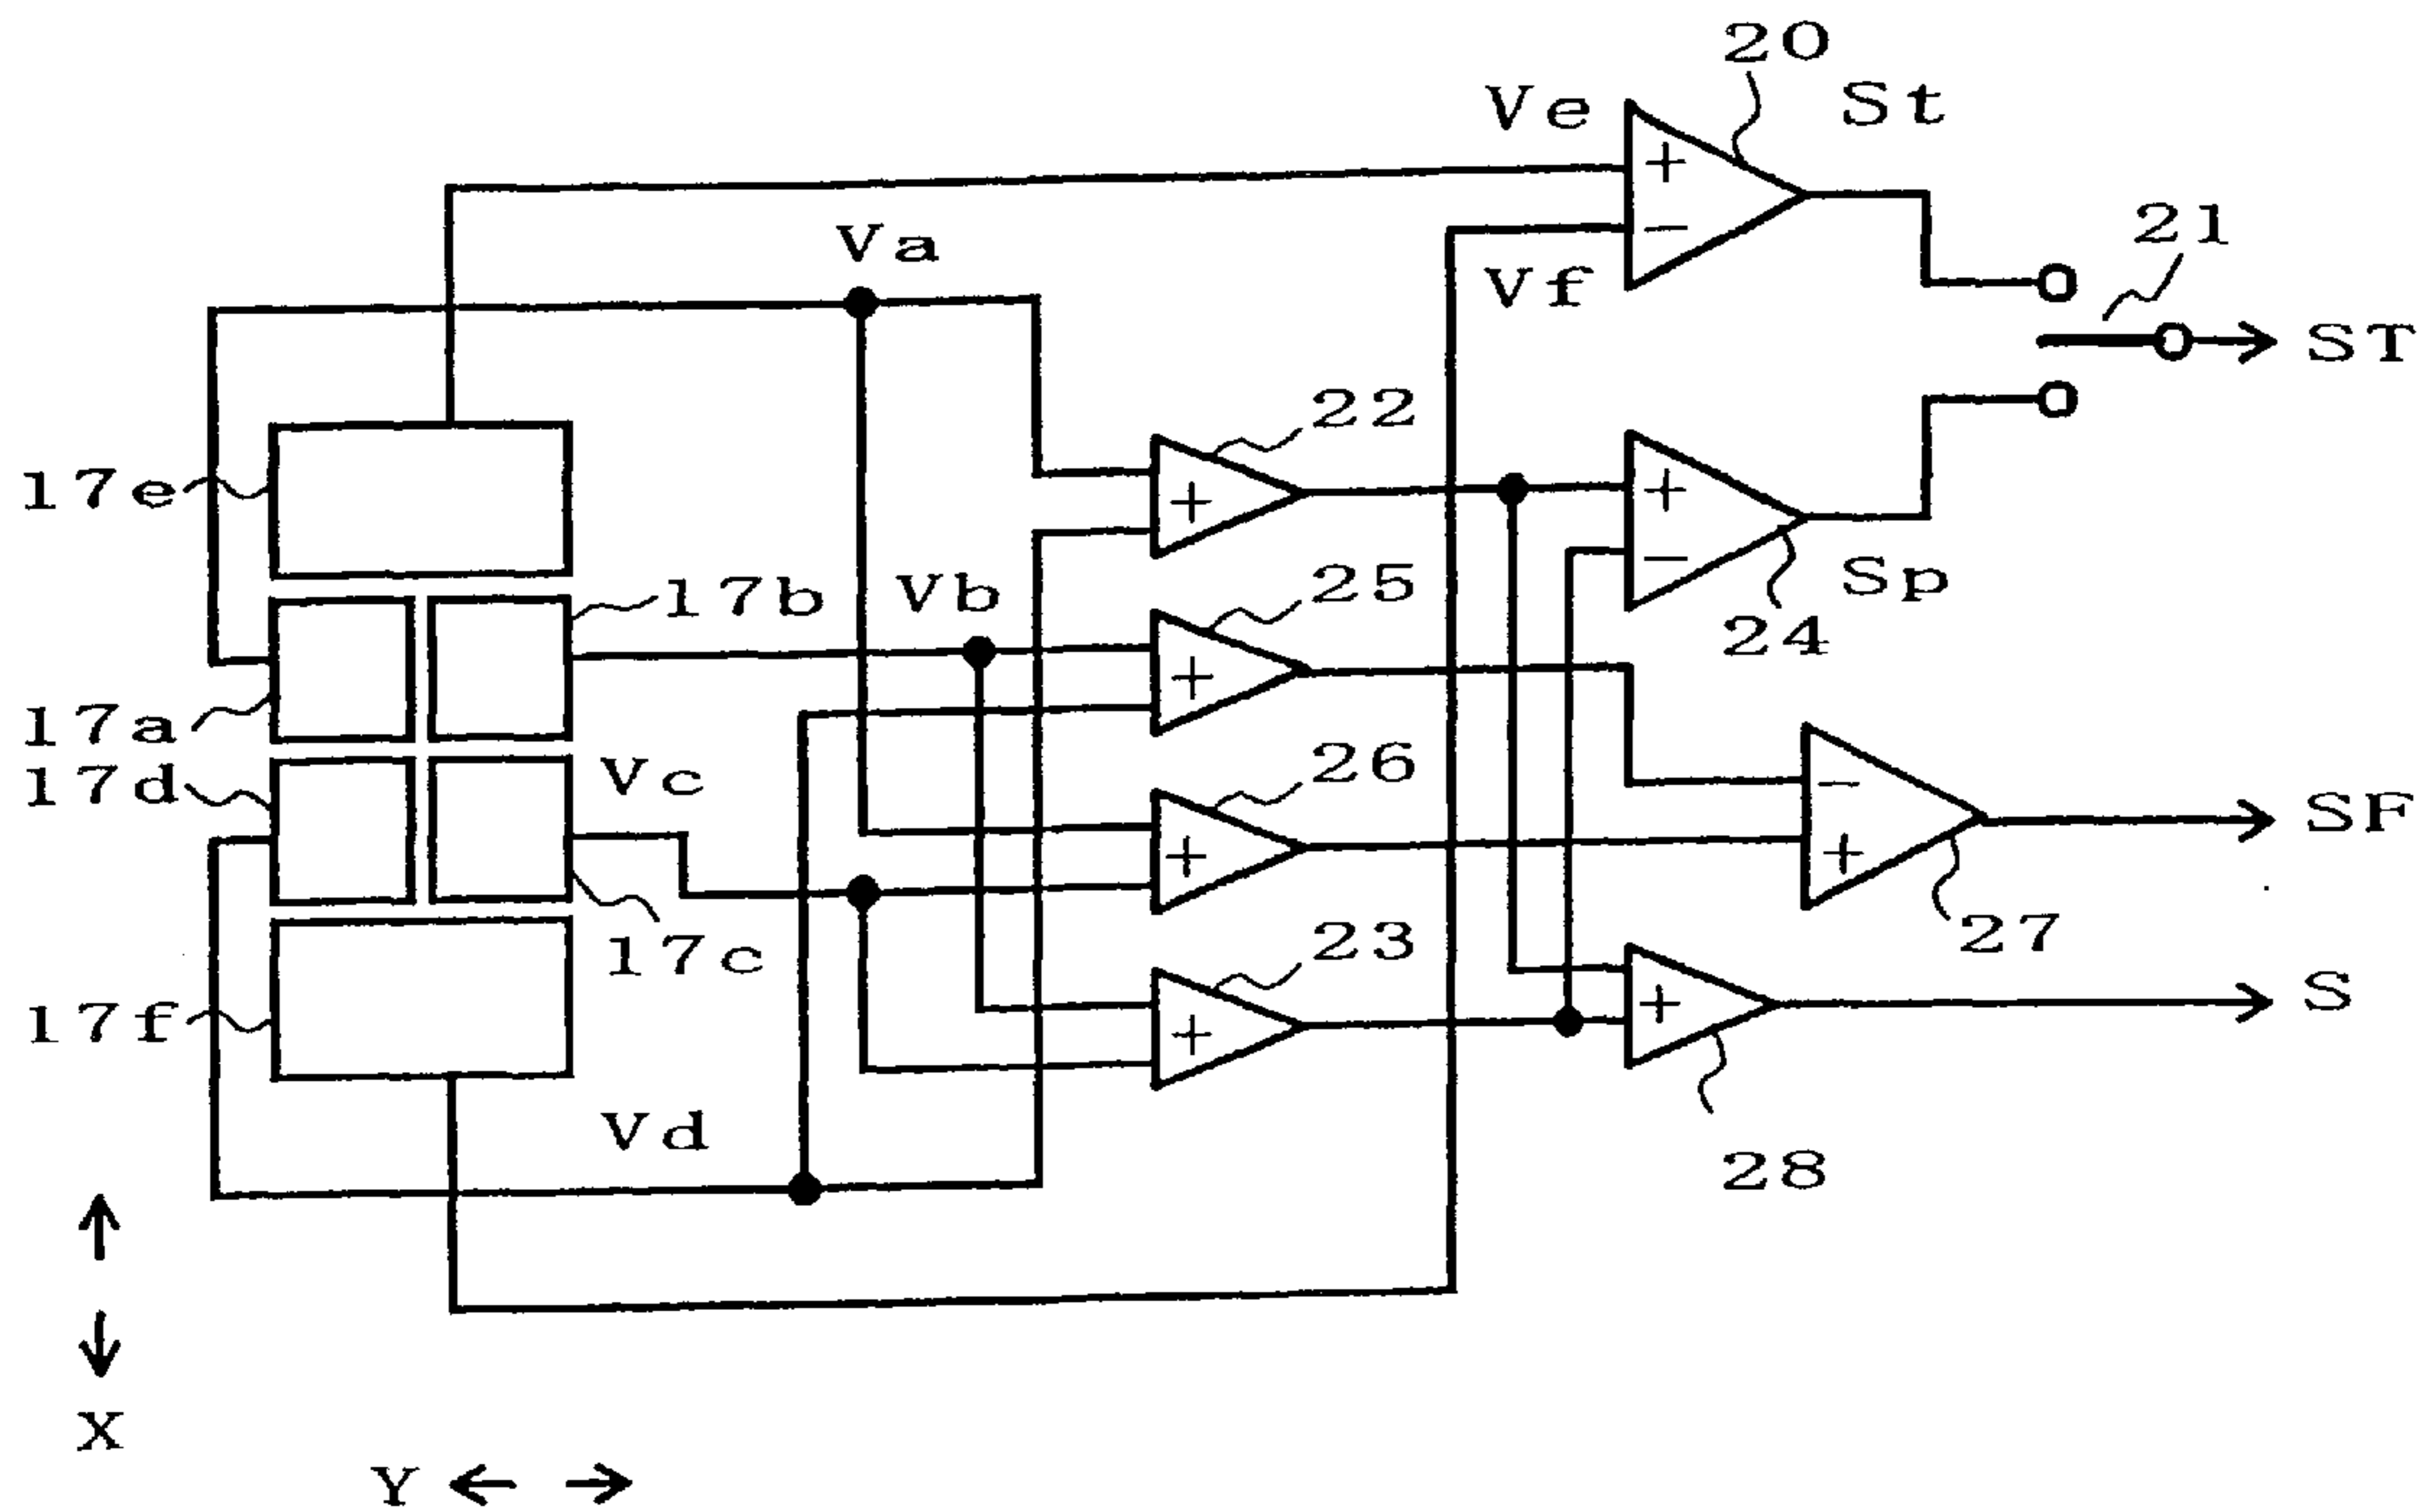 20
Ve
St
Va
21
Vf
ST
22
17e
25
17b
Vb
Sp
24
17a
17d
Vc
26
SF
27
17c
23
S
17f
Vd
28
X
Y
+
−
+
+
−
+
−
+
+
+
+